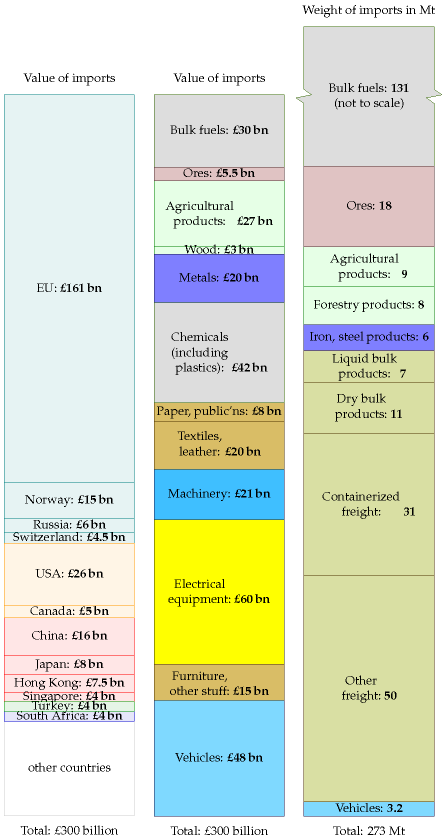 Weight of imports in Mt
Value of imports
Value of imports
EU: £161 bn
Norway: £15 bn
Russia: £6 bn
Switzerland: £4.5 bn
USA: £26 bn
Canada: £5 bn
China: £16 bn
Japan: £8 bn
Hong Kong: £7.5 bn
Singapore: £4 bn
Turkey: £4 bn
South Africa: £4 bn
other countries
Total: £300 billion
Bulk fuels: £30 bn
Ores: £5.5 bn
Agricultural
products: £27 bn
Wood: £3 bn
Metals: £20 bn
Chemicals
(including
plastics): £42 bn
Paper, public'ns: £8 bn
Textiles,
leather: £20 bn
Machinery: £21 bn
Electrical
equipment: £60 bn
Furniture,
other stuff: £15 bn
Vehicles: £48 bn
Total: £300 billion
Bulk fuels: 131
(not to scale)
Ores: 18
Agricultural
products: 9
Forestry products: 8
Iron, steel products: 6
Liquid bulk
products: 7
Dry bulk
products: 11
Containerized
freight: 31
Other
freight: 50
Vehicles: 3.2
Total: 273 Mt